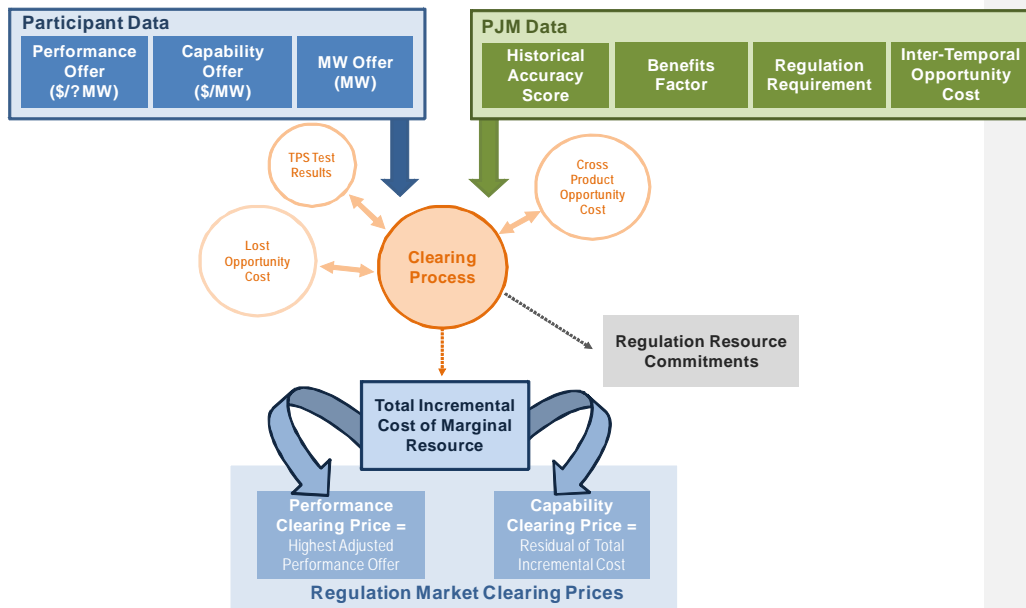 Participant Data
Performance
Offer
($/?MW)
Capability
Offer
($/MW)
MW Offer
(MW)
PJM Data
Historical
Accuracy
Score
Benefits
Factor
Regulation
Requirement
Inter-Temporal
Opportunity
Cost
TPS Test
Results
Cross
Product
Opportunity
Cost
Lost
Opportunity
Cost
Clearing
Process
Regulation Resource
Commitments
Total Incremental
Cost of Marginal
Resource
Performance
Clearing Price =
Highest Adjusted
Performance Offer
Capability
Clearing Price =
Residual of Total
Incremental Cost
Regulation Market Clearing Prices